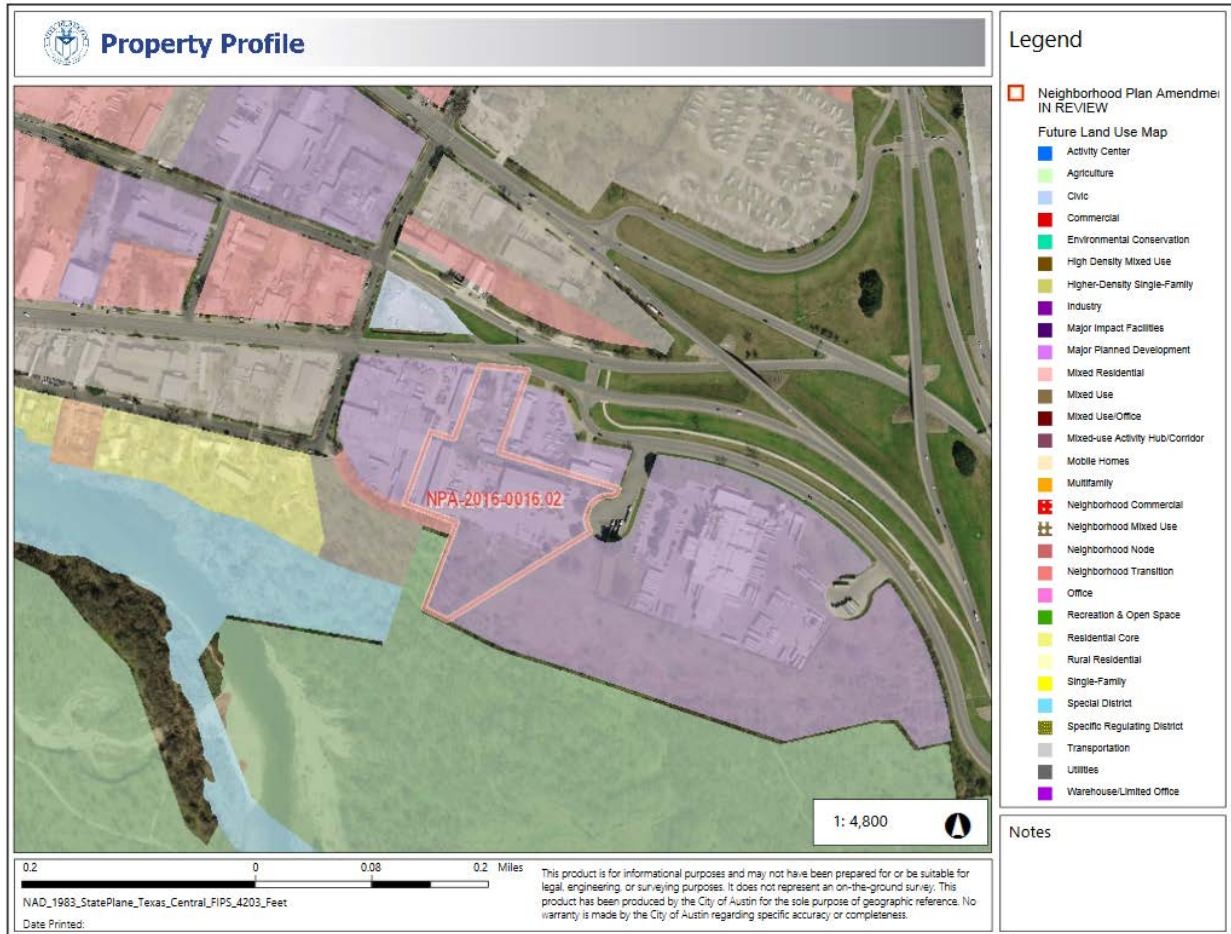 Property Profile
NPA-2016-0016.02
1: 4,800
Legend
Neighborhood Plan Amendme
IN REVIEW
Future Land Use Map
Activity Center
Agriculture
Civic
Commercial
Environmental Conservation
High Density Mixed Use
Higher-Density Single-Family
Industry
Major Impact Facilities
Major Planned Development
Mixed Residential
Mixed Use
Mixed Use/Office
Mixed-use Activity Hub/Corridor
Mobile Homes
Multifamily
Neighborhood Commercial
Neighborhood Mixed Use
Neighborhood Node
Neighborhood Transition
Office
Recreation & Open Space
Residential Core
Rural Residential
Single-Family
Special District
Specific Regulating District
Transportation
Utilities
Warehouse/Limited Office
Notes
0.2 0 0.08 0.2 Miles
NAD_1983_StatePlane_Texas_Central_FIPS_4203_Feet
Date Printed:
This product is for informational purposes and may not have been prepared for or be suitable for
legal, engineering, or surveying purposes. It does not represent an on-the-ground survey. This
product has been produced by the City of Austin for the sole purpose of geographic reference. No
warranty is made by the City of Austin regarding specific accuracy or completeness.